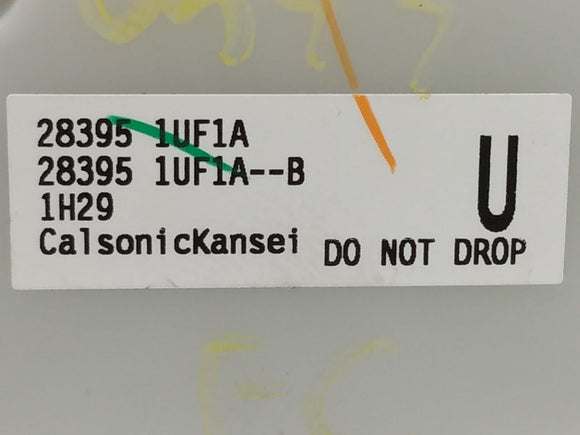 28395 1UF1A
28395 1UF1A--B
1H29
CalsonicKansei
DO NOT DROP
U